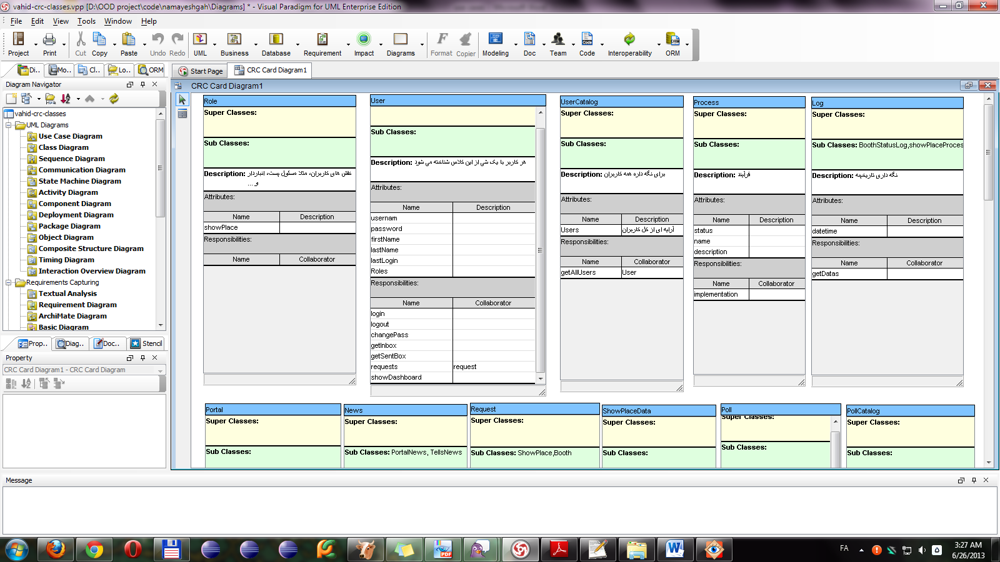 vahid-crc-classes.vpp [D:\OOD project\code\namayeshgah\Diagrams] * - Visual Paradigm for UML Enterprise Edition
File Edit View Tools Window Help
Project Print Cut Copy Paste Undo Redo UML Business Database Requirement Impact Diagrams Format Copier Modeling Doc Team Code Interoperability ORM
Di.. Mo.. Cl.. Lo.. ORM
Start Page CRC Card Diagram1
Diagram Navigator
CRC Card Diagram1
vahid-crc-classes
UML Diagrams
Use Case Diagram
Class Diagram
Sequence Diagram
Communication Diagram
State Machine Diagram
Activity Diagram
Component Diagram
Deployment Diagram
Package Diagram
Object Diagram
Composite Structure Diagram
Timing Diagram
Interaction Overview Diagram
Requirements Capturing
Textual Analysis
Requirement Diagram
ArchiMate Diagram
Basic Diagram
Prop.. Diag.. Doc.. Stencil
Property
CRC Card Diagram1 - CRC Card Diagram
Role
Super Classes:
Sub Classes:
Description: نقش های کاربران، مثلا مسئول پست، انباردار
و ...
Attributes:
Name Description
showPlace
Responsibilities:
Name Collaborator
User
Sub Classes:
Description: هر کاربر با یک شی از این کلاس شناخته می شود
Attributes:
Name Description
usernam
password
firstName
lastName
lastLogin
Roles
Responsibilities:
Name Collaborator
login
logout
changePass
getInbox
getSentBox
requests request
showDashboard
UserCatalog
Super Classes:
Sub Classes:
Description: برای نگه داره همه کاربران
Attributes:
Name Description
Users آرایه ای از کل کاربران
Responsibilities:
Name Collaborator
getAllUsers User
Process
Super Classes:
Sub Classes:
Description: فرآیند
Attributes:
Name Description
status
name
description
Responsibilities:
Name Collaborator
implementation
Log
Super Classes:
Sub Classes: BoothStatusLog,showPlaceProces
Description: نگه داری تاریخچه
Attributes:
Name Description
datetime
Responsibilities:
Name Collaborator
getDatas
Portal
Super Classes:
Sub Classes:
News
Super Classes:
Sub Classes: PortalNews, TellsNews
Request
Super Classes:
Sub Classes: ShowPlace,Booth
ShowPlaceData
Super Classes:
Sub Classes:
Poll
Super Classes:
Sub Classes:
PollCatalog
Super Classes:
Sub Classes:
Message
FA
3:27 AM
6/26/2013